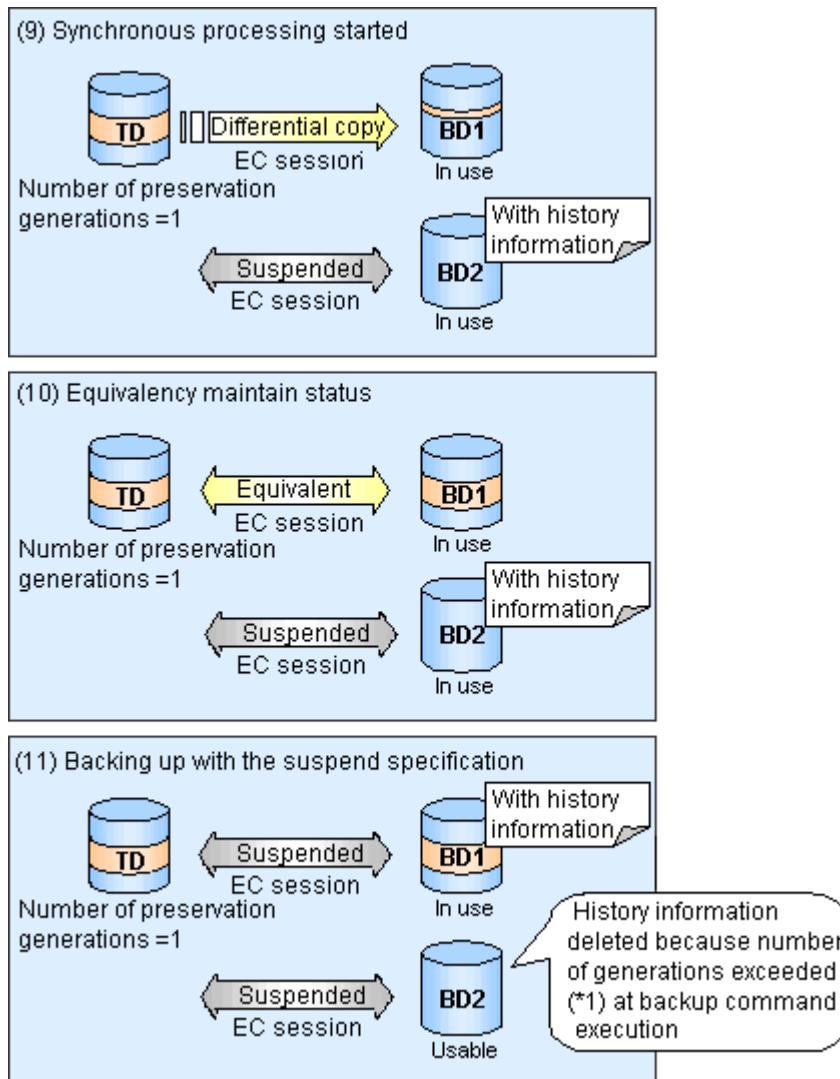 (9) Synchronous processing started
TD
Differential copy
EC session
BD1
In use
Number of preservation
generations =1
With history
information
Suspended
EC session
BD2
In use
(10) Equivalency maintain status
TD
Equivalent
EC session
BD1
In use
Number of preservation
generations =1
With history
information
Suspended
EC session
BD2
In use
(11) Backing up with the suspend specification
With history
information
TD
Suspended
EC session
BD1
In use
Number of preservation
generations =1
Suspended
EC session
BD2
Usable
History information
deleted because number
of generations exceeded
(*1) at backup command
execution